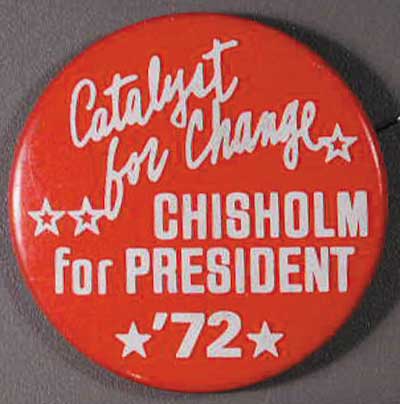 Catalyst
for Change
CHISHOLM
for PRESIDENT
'72